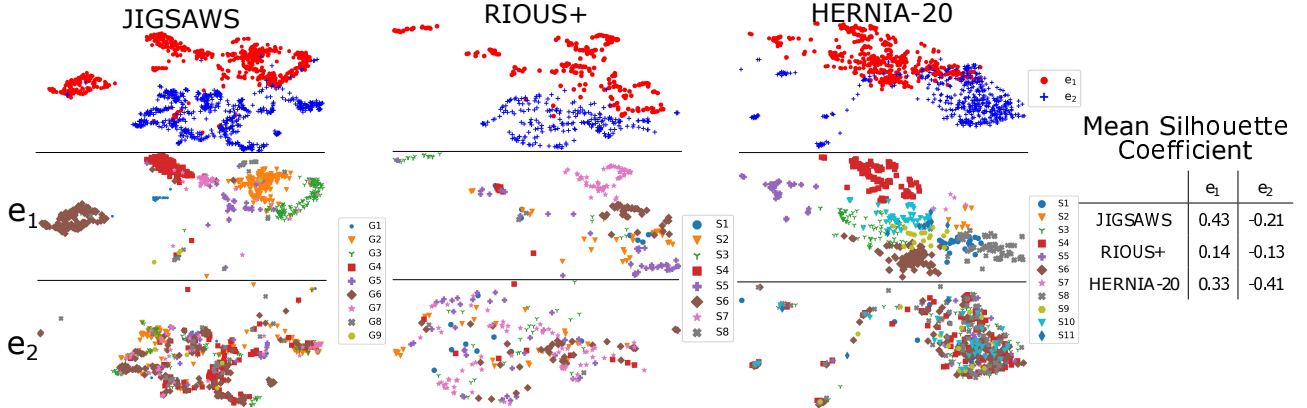 JIGSAWS
RIOUS+
HERNIA-20
e1
e2
Mean Silhouette
Coefficient
e1 e2
JIGSAWS 0.43 -0.21
RIOUS+ 0.14 -0.13
HERNIA-20 0.33 -0.41
e1
G1
G2
G3
G4
G5
G6
G7
G8
G9
S1
S2
S3
S4
S5
S6
S7
S8
S1
S2
S3
S4
S5
S6
S7
S8
S9
S10
S11
e2